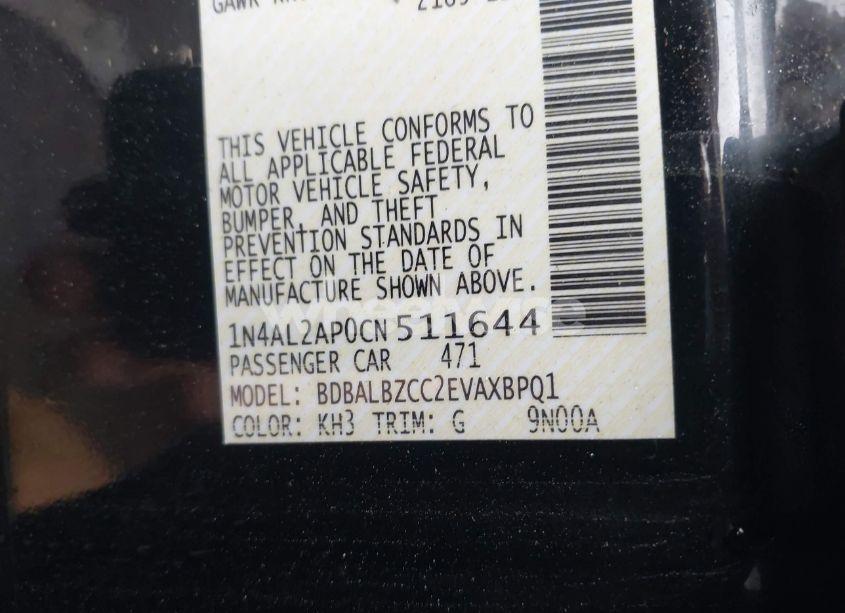 THIS VEHICLE CONFORMS TO
ALL APPLICABLE FEDERAL
MOTOR VEHICLE SAFETY,
BUMPER, AND THEFT
PREVENTION STANDARDS IN
EFFECT ON THE DATE OF
MANUFACTURE SHOWN ABOVE.
1N4AL2AP0CN511644
PASSENGER CAR 471
MODEL: BDBALBZCC2EVAXBPQ1
COLOR: KH3 TRIM: G 9N00A